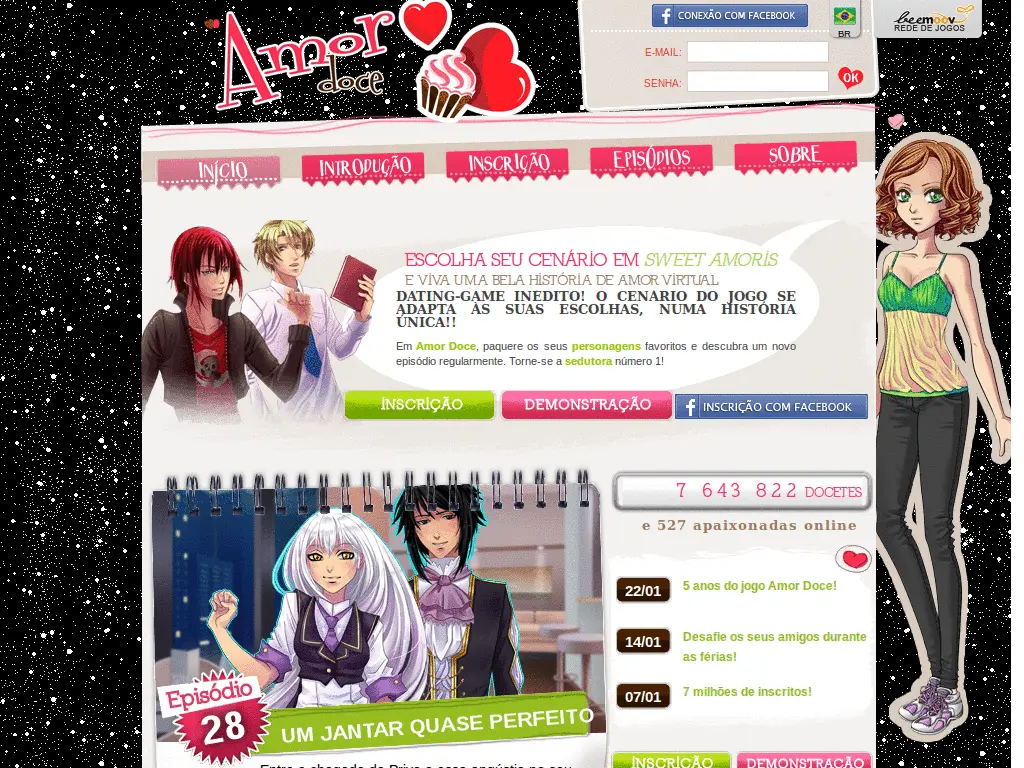 Amor doce
CONEXÃO COM FACEBOOK
BR
beemoov
REDE DE JOGOS
E-MAIL:
SENHA:
OK
INÍCIO
INTRODUÇÃO
INSCRIÇÃO
EPISÓDIOS
SOBRE
ESCOLHA SEU CENÁRIO EM SWEET AMORIS
E VIVA UMA BELA HISTÓRIA DE AMOR VIRTUAL
DATING-GAME INEDITO! O CENARIO DO JOGO SE
ADAPTA ÀS SUAS ESCOLHAS, NUMA HISTÓRIA
ÚNICA!!
Em Amor Doce, paquere os seus personagens favoritos e descubra um novo
episódio regularmente. Torne-se a sedutora número 1!
INSCRIÇÃO
DEMONSTRAÇÃO
INSCRIÇÃO COM FACEBOOK
7 643 822 DOCETES
e 527 apaixonadas online
22/01 5 anos do jogo Amor Doce!
14/01 Desafie os seus amigos durante
as férias!
07/01 7 milhões de inscritos!
Episódio
28
UM JANTAR QUASE PERFEITO
INSCRIÇÃO
DEMONSTRAÇÃO